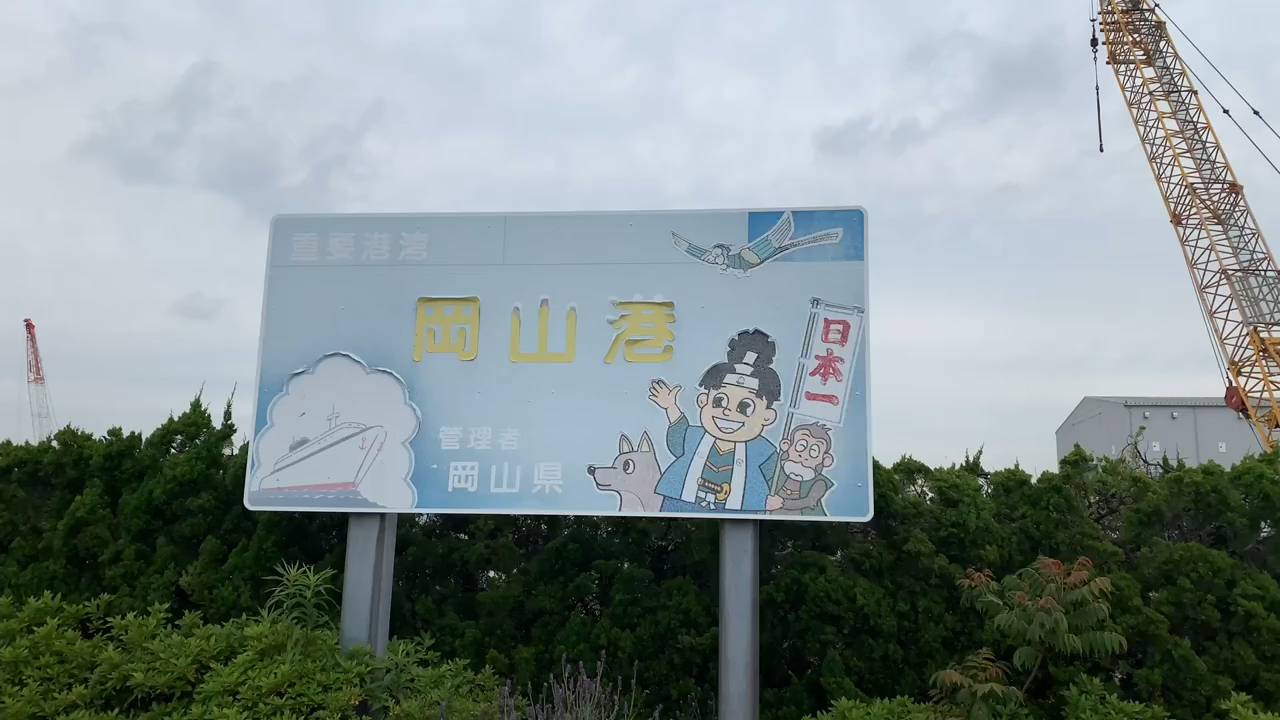 重要港湾
岡山港
日本一
管理者
岡山県